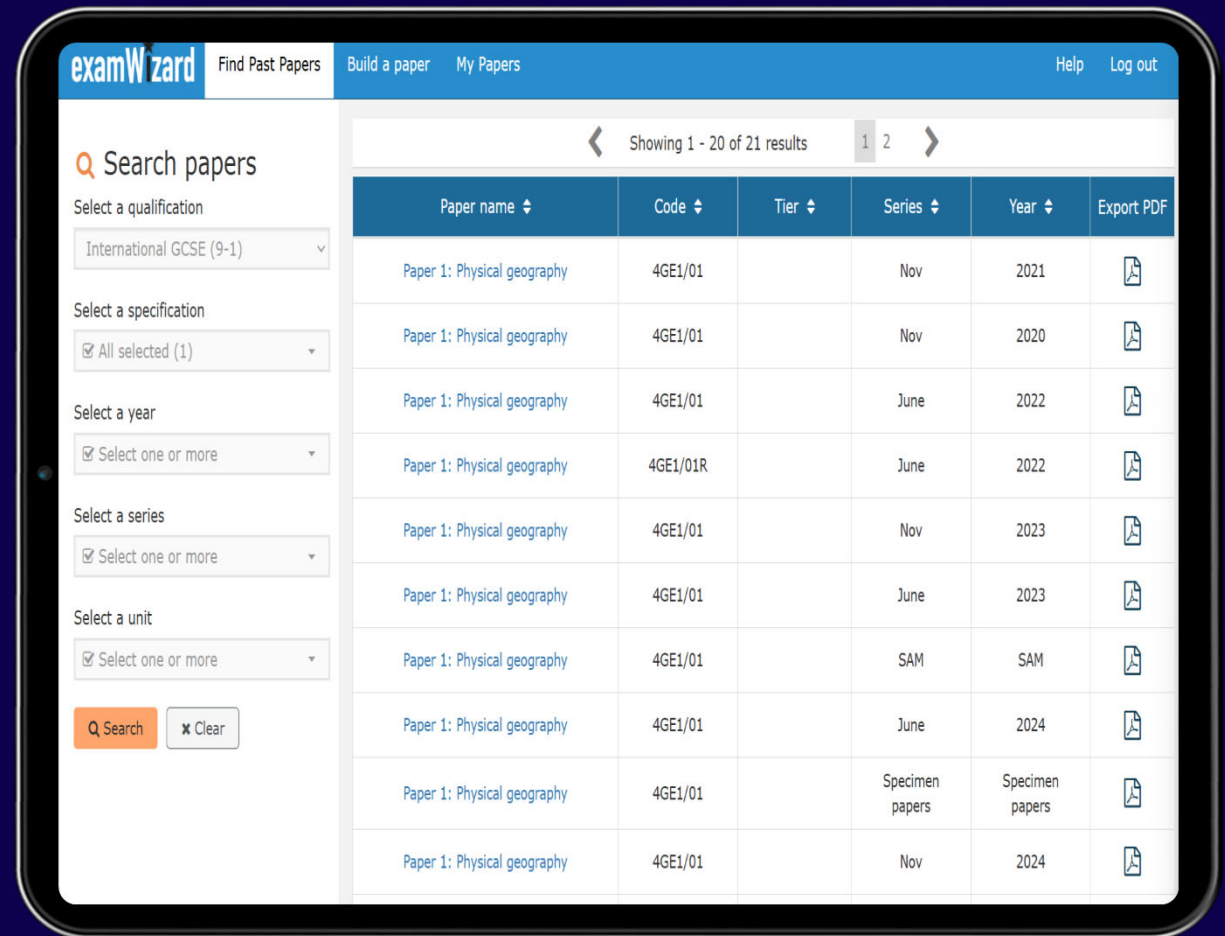 examWizard Find Past Papers Build a paper My Papers Help Log out
Search papers
Select a qualification
International GCSE (9-1)
Select a specification
All selected (1)
Select a year
Select one or more
Select a series
Select one or more
Select a unit
Select one or more
Search Clear
Showing 1 - 20 of 21 results 1 2
Paper name Code Tier Series Year Export PDF
Paper 1: Physical geography 4GE1/01 Nov 2021
Paper 1: Physical geography 4GE1/01 Nov 2020
Paper 1: Physical geography 4GE1/01 June 2022
Paper 1: Physical geography 4GE1/01R June 2022
Paper 1: Physical geography 4GE1/01 Nov 2023
Paper 1: Physical geography 4GE1/01 June 2023
Paper 1: Physical geography 4GE1/01 SAM SAM
Paper 1: Physical geography 4GE1/01 June 2024
Paper 1: Physical geography 4GE1/01 Specimen papers Specimen papers
Paper 1: Physical geography 4GE1/01 Nov 2024